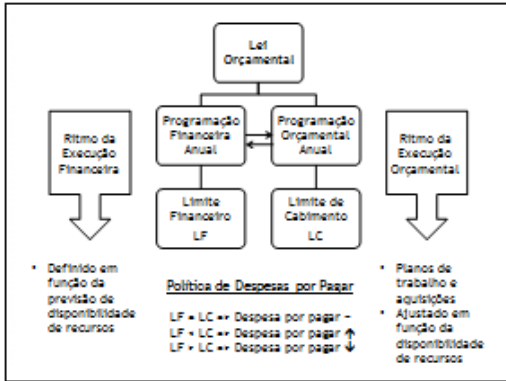 Lei
Orçamental
Programação
Financeira
Anual
Programação
Orçamental
Anual
Ritmo da
Execução
Financeira
Ritmo da
Execução
Orçamental
Limite
Financeiro
LF
Limite de
Cabimento
LC
• Definido em
função da
previsão de
disponibilidade
de recursos
Política de Despesas por Pagar
LF = LC => Despesa por pagar -
LF < LC => Despesa por pagar ↑
LF > LC => Despesa por pagar ↓
• Planos de
trabalho e
aquisições
• Ajustado em
função da
disponibilidade
de recursos